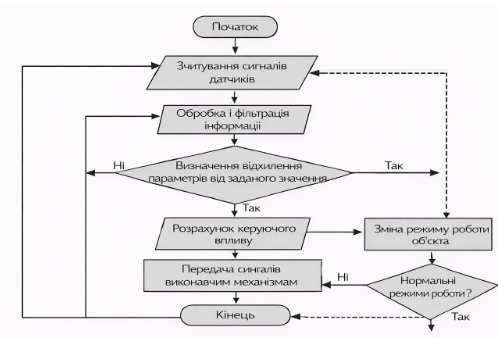 Початок
Зчитування сигналів
датчиків
Обробка і фільтрація
інформації
Ні
Визначення відхилення
параметрів від заданого значення
Так
Так
Розрахунок керуючого
впливу
Зміна режиму роботи
об'єкта
Передача сингалів
виконавчим механізмам
Ні
Нормальні
режими роботи?
Кінець
Так